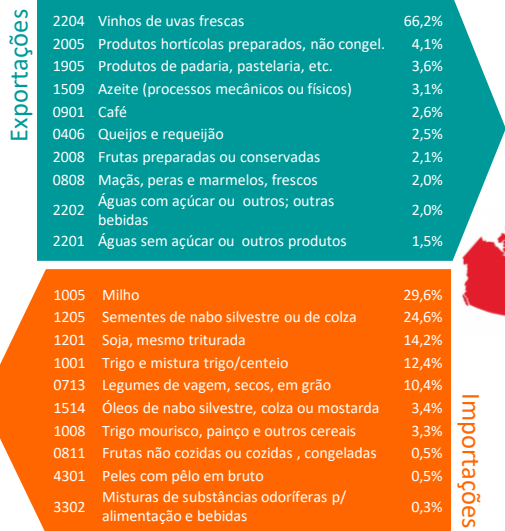 Exportações
2204 Vinhos de uvas frescas 66,2%
2005 Produtos hortícolas preparados, não congel. 4,1%
1905 Produtos de padaria, pastelaria, etc. 3,6%
1509 Azeite (processos mecânicos ou físicos) 3,1%
0901 Café 2,6%
0406 Queijos e requeijão 2,5%
2008 Frutas preparadas ou conservadas 2,1%
0808 Maçãs, peras e marmelos, frescos 2,0%
2202 Águas com açúcar ou outros; outras
bebidas 2,0%
2201 Águas sem açúcar ou outros produtos 1,5%
1005 Milho 29,6%
1205 Sementes de nabo silvestre ou de colza 24,6%
1201 Soja, mesmo triturada 14,2%
1001 Trigo e mistura trigo/centeio 12,4%
0713 Legumes de vagem, secos, em grão 10,4%
1514 Óleos de nabo silvestre, colza ou mostarda 3,4%
1008 Trigo mourisco, painço e outros cereais 3,3%
0811 Frutas não cozidas ou cozidas , congeladas 0,5%
4301 Peles com pêlo em bruto 0,5%
3302 Misturas de substâncias odoríferas p/
alimentação e bebidas 0,3%
Importações